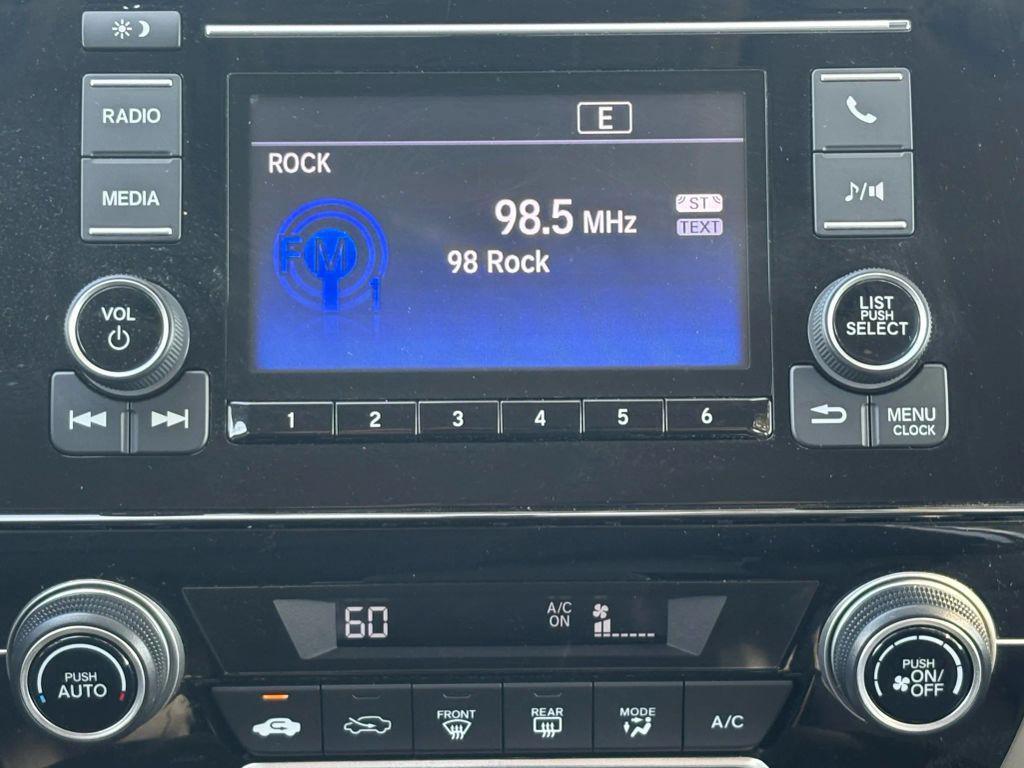 RADIO
MEDIA
VOL
E
ROCK
FM
1
98.5 MHz
98 Rock
ST
TEXT
LIST
PUSH
SELECT
MENU
CLOCK
1 2 3 4 5 6
60
A/C
ON
PUSH
AUTO
PUSH
ON/
OFF
FRONT
REAR
MODE
A/C